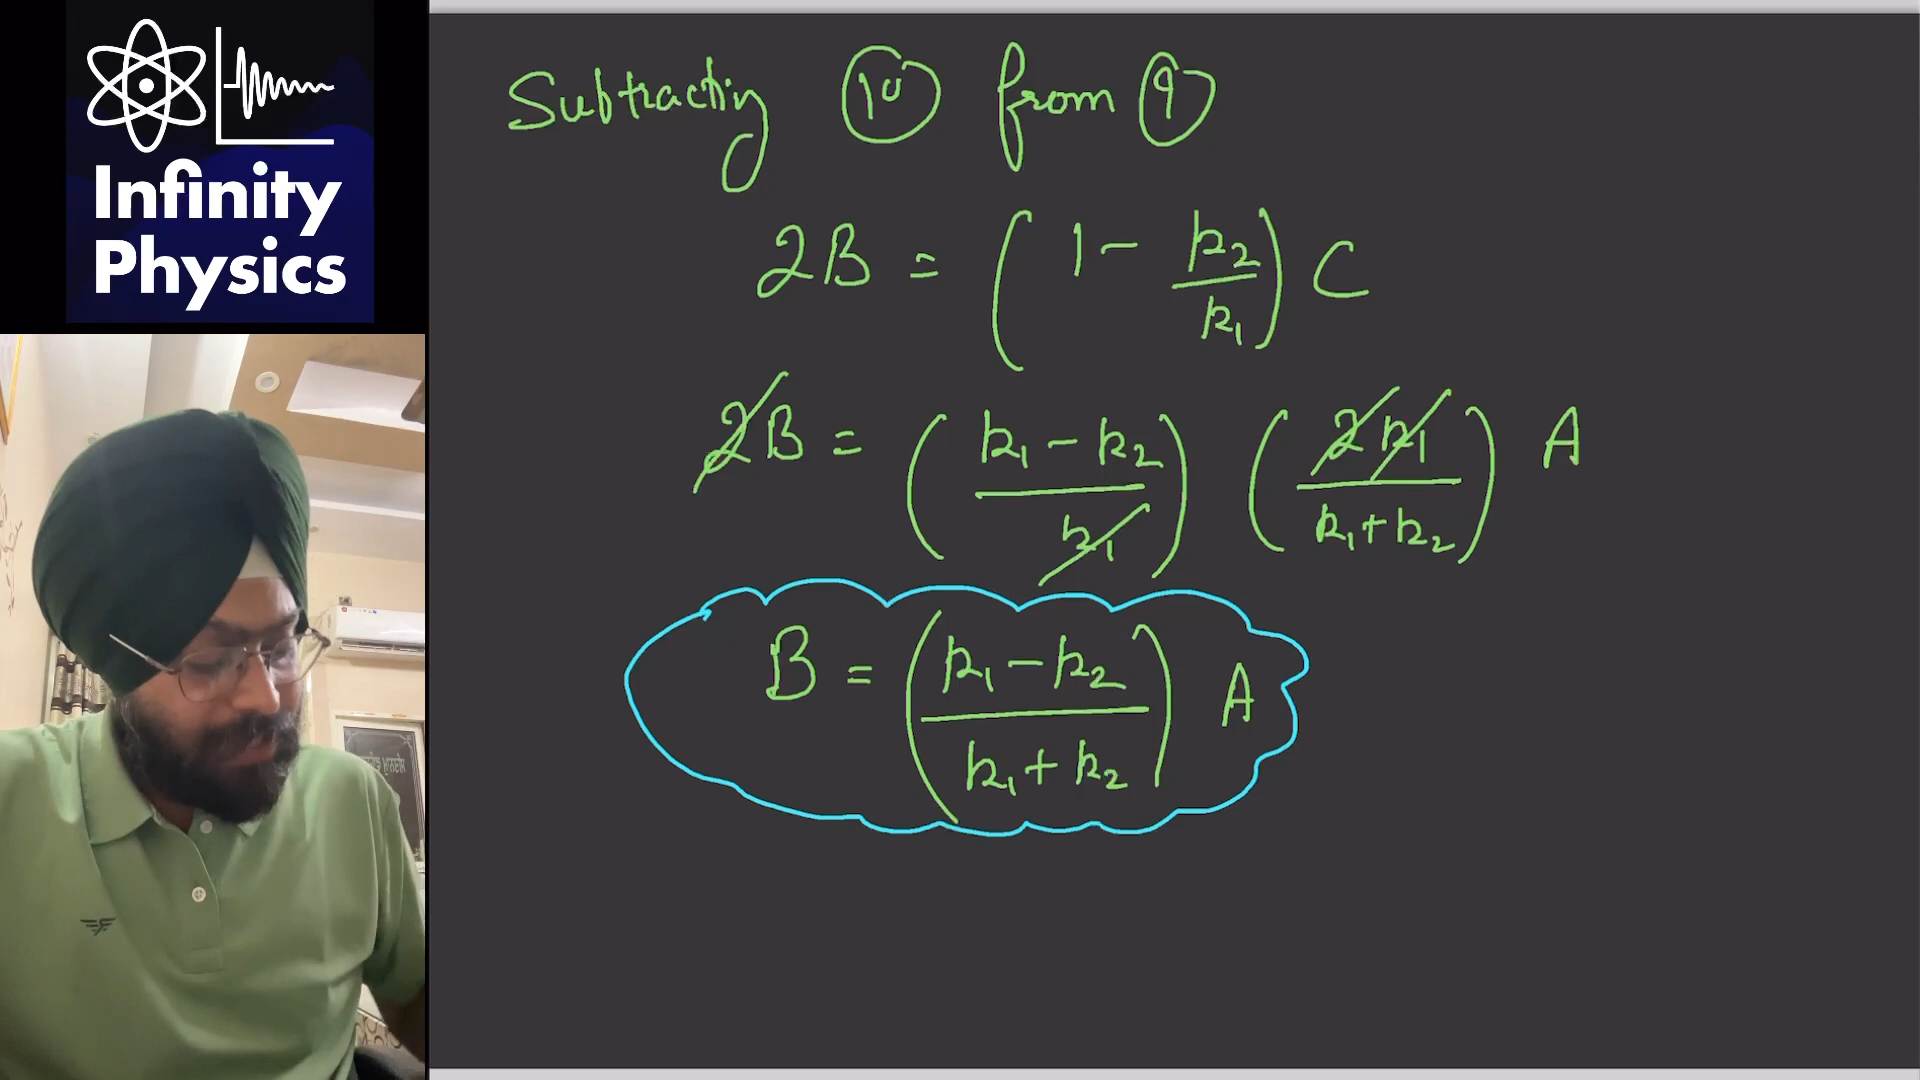 Infinity
Physics
Subtracting 10 from 9
2B = ( 1 - k₂/k₁ ) C
2B = ( k₁ - k₂ / k₁ ) ( 2k₁ / k₁ + k₂ ) A
B = ( k₁ - k₂ / k₁ + k₂ ) A